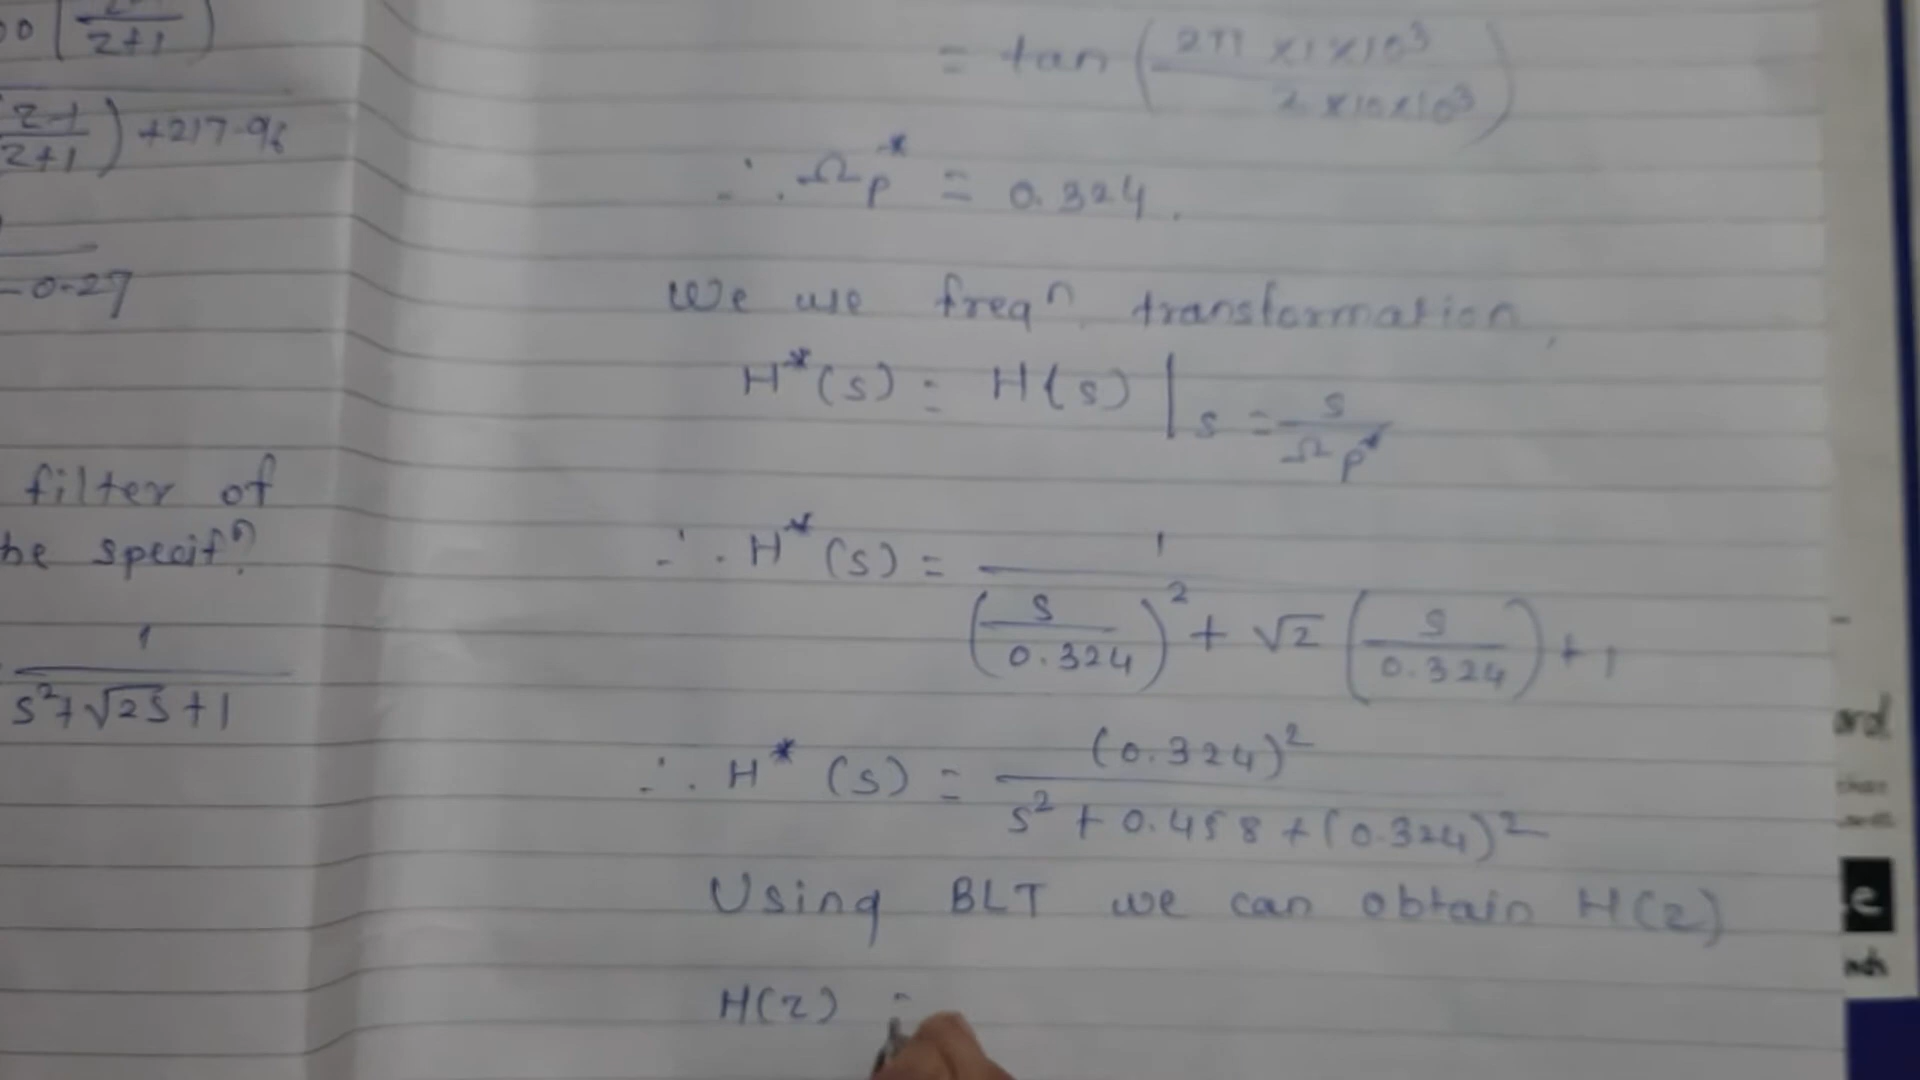 ( z+1 )
( z-1 / z+1 ) +217.96
-0.27
filter of
be specifⁿ?
1
s²+√2s+1
= tan ( 2π ×1×10³ / 2×10×10³ )
∴ Ωp* = 0.324.
We use freqⁿ transformation,
H*(s) = H(s) | s = s / Ωp*
∴ H*(s) = 1 / (s / 0.324)² + √2 (s / 0.324) + 1
∴ H*(s) = (0.324)² / s² + 0.458 + (0.324)²
Using BLT we can obtain H(z)
H(z) =